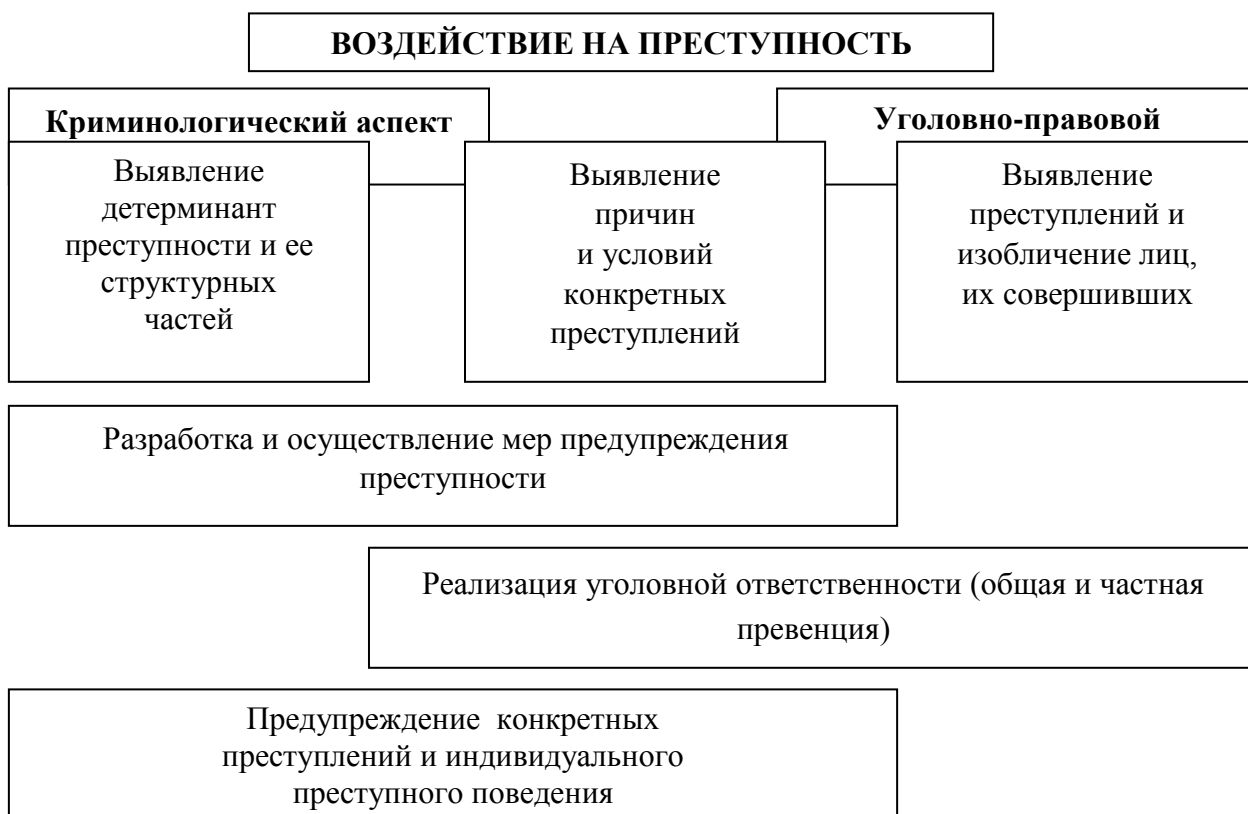 ВОЗДЕЙСТВИЕ НА ПРЕСТУПНОСТЬ
Криминологический аспект
Уголовно-правовой
Выявление
детерминант
преступности и ее
структурных
частей
Выявление
причин
и условий
конкретных
преступлений
Выявление
преступлений и
изобличение лиц,
их совершивших
Разработка и осуществление мер предупреждения
преступности
Реализация уголовной ответственности (общая и частная
превенция)
Предупреждение конкретных
преступлений и индивидуального
преступного поведения